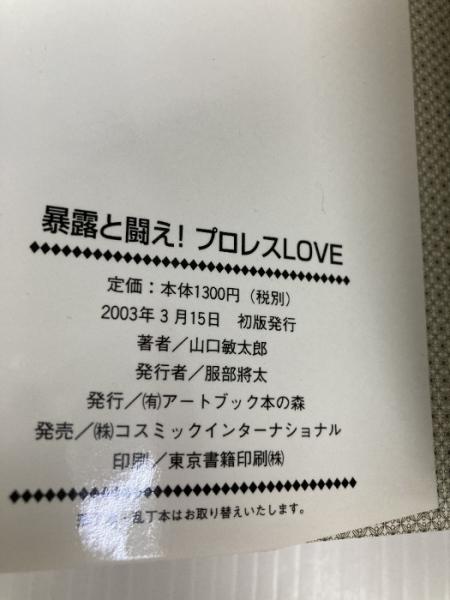 暴露と闘え！プロレスLOVE
定価：本体1300円（税別）
2003年3月15日　初版発行
著者／山口敏太郎
発行者／服部將太
発行／㈲アートブック本の森
発売／㈱コスミックインターナショナル
印刷／東京書籍印刷㈱
・乱丁本はお取り替えいたします。